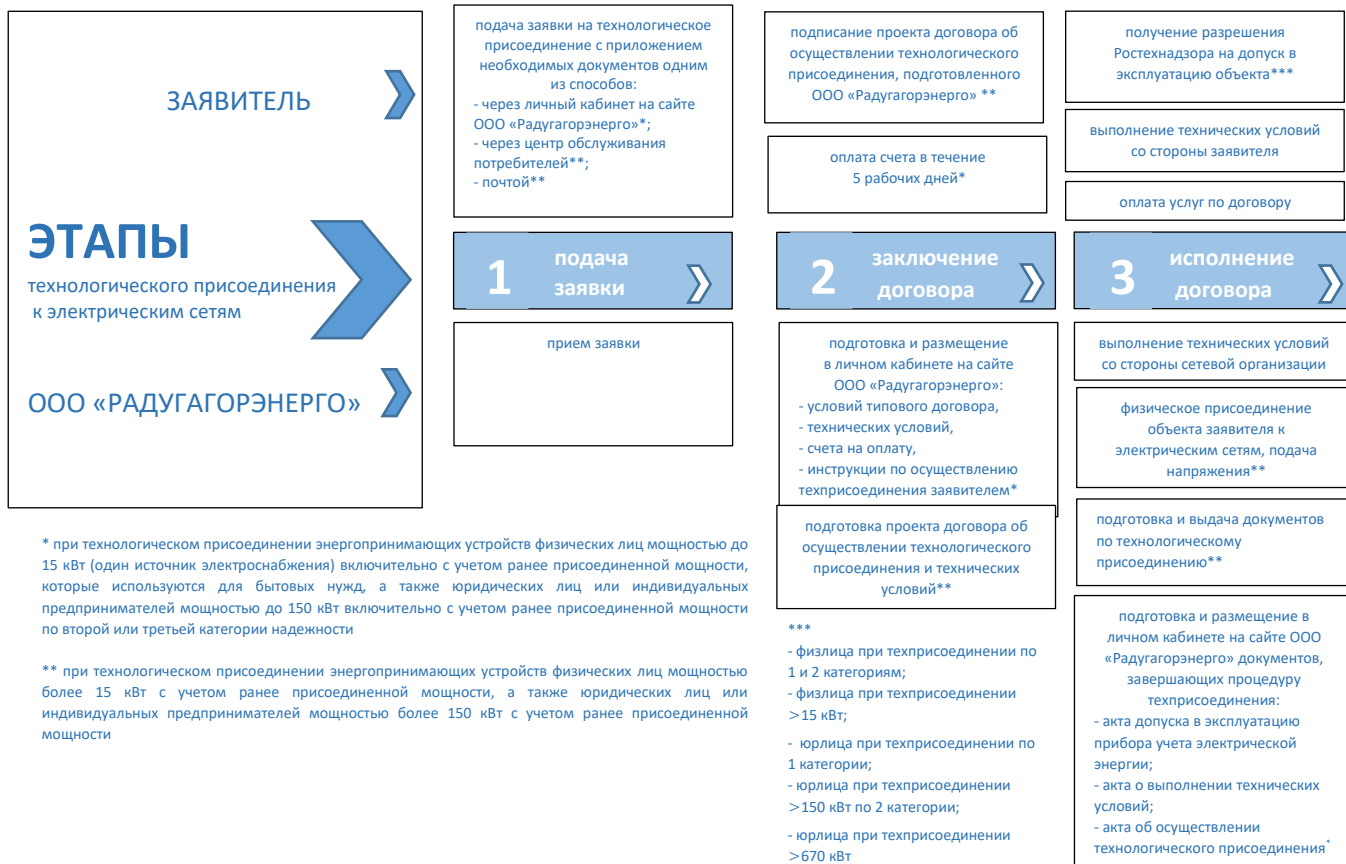 ЗАЯВИТЕЛЬ
ЭТАПЫ
технологического присоединения
к электрическим сетям
ООО «РАДУГАГОРЭНЕРГО»
подача заявки на технологическое
присоединение с приложением
необходимых документов одним
из способов:
- через личный кабинет на сайте
ООО «Радугагорэнерго»*;
- через центр обслуживания
потребителей**;
- почтой**
1
подача
заявки
прием заявки
подписание проекта договора об
осуществлении технологического
присоединения, подготовленного
ООО «Радугагорэнерго» **
оплата счета в течение
5 рабочих дней*
2
заключение
договора
подготовка и размещение
в личном кабинете на сайте
ООО «Радугагорэнерго»:
- условий типового договора,
- технических условий,
- счета на оплату,
- инструкции по осуществлению
техприсоединения заявителем*
подготовка проекта договора об
осуществлении технологического
присоединения и технических
условий**
***
- физлица при техприсоединении по
1 и 2 категориям;
- физлица при техприсоединении
>15 кВт;
- юрлица при техприсоединении по
1 категории;
- юрлица при техприсоединении
>150 кВт по 2 категории;
- юрлица при техприсоединении
>670 кВт
получение разрешения
Ростехнадзора на допуск в
эксплуатацию объекта***
выполнение технических условий
со стороны заявителя
оплата услуг по договору
3
исполнение
договора
выполнение технических условий
со стороны сетевой организации
физическое присоединение
объекта заявителя к
электрическим сетям, подача
напряжения**
подготовка и выдача документов
по технологическому
присоединению**
подготовка и размещение в
личном кабинете на сайте ООО
«Радугагорэнерго» документов,
завершающих процедуру
техприсоединения:
- акта допуска в эксплуатацию
прибора учета электрической
энергии;
- акта о выполнении технических
условий;
- акта об осуществлении
технологического присоединения*
* при технологическом присоединении энергопринимающих устройств физических лиц мощностью до
15 кВт (один источник электроснабжения) включительно с учетом ранее присоединенной мощности,
которые используются для бытовых нужд, а также юридических лиц или индивидуальных
предпринимателей мощностью до 150 кВт включительно с учетом ранее присоединенной мощности
по второй или третьей категории надежности
** при технологическом присоединении энергопринимающих устройств физических лиц мощностью
более 15 кВт с учетом ранее присоединенной мощности, а также юридических лиц или
индивидуальных предпринимателей мощностью более 150 кВт с учетом ранее присоединенной
мощности